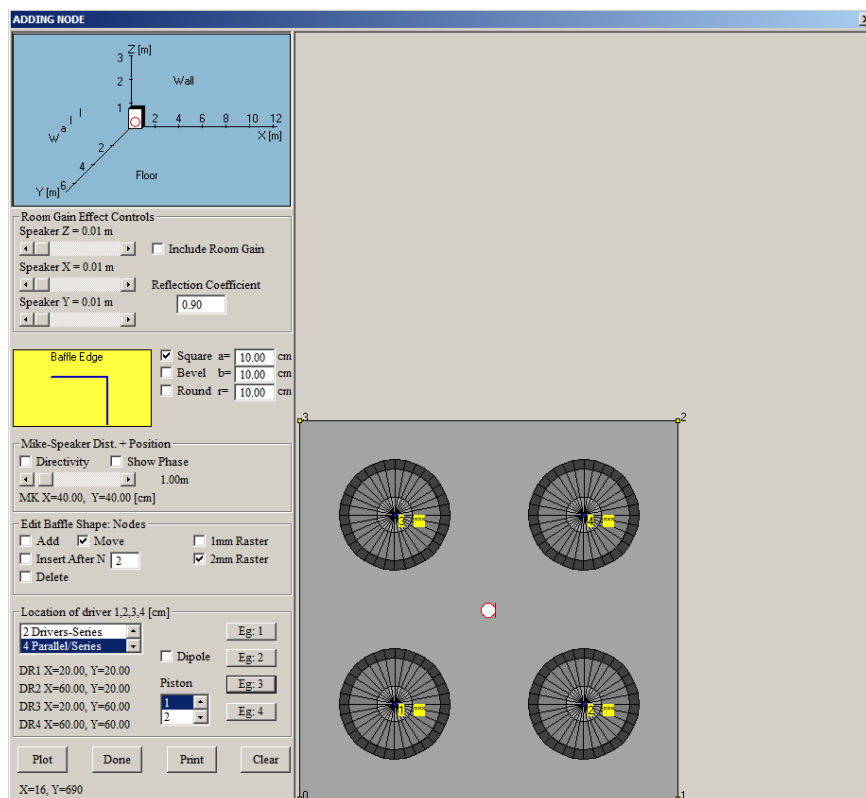 ADDING NODE
Z [m]
3
2
1
Wall
Wall
2 4 6 8 10 12
X [m]
2
4
6
Y [m]
Floor
Room Gain Effect Controls
Speaker Z = 0.01 m
Include Room Gain
Speaker X = 0.01 m
Reflection Coefficient
0.90
Speaker Y = 0.01 m
Baffle Edge
Square a= 10.00 cm
Bevel b= 10.00 cm
Round r= 10.00 cm
Mike-Speaker Dist. + Position
Directivity Show Phase
1.00m
MK X=40.00, Y=40.00 [cm]
Edit Baffle Shape: Nodes
Add Move 1mm Raster
Insert After N 2 2mm Raster
Delete
Location of driver 1,2,3,4 [cm]
2 Drivers-Series
4 Parallel/Series
Dipole
Eg: 1
Eg: 2
Eg: 3
Eg: 4
DR1 X=20.00, Y=20.00
DR2 X=60.00, Y=20.00
DR3 X=20.00, Y=60.00
DR4 X=60.00, Y=60.00
Piston
1
2
Plot Done Print Clear
X=16, Y=690
3 2
3 *** 4 ***
1 *** 2 ***
0 1